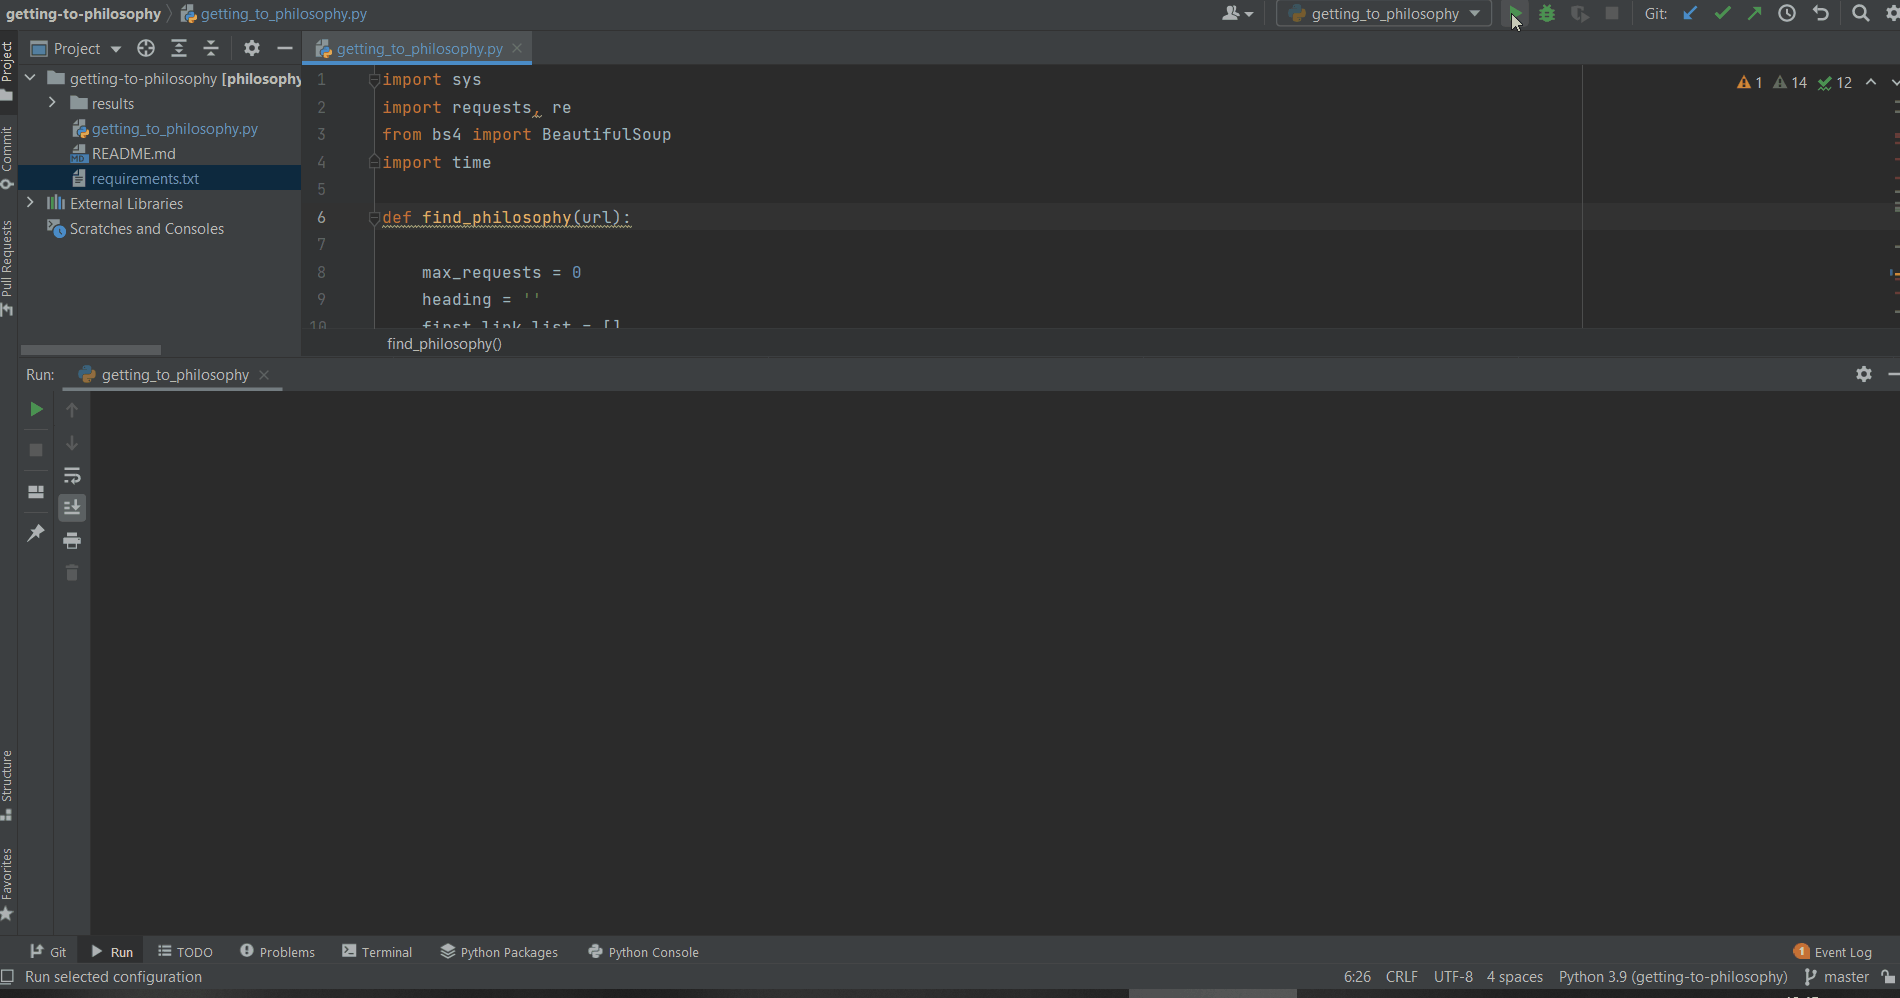 getting-to-philosophy getting_to_philosophy.py getting_to_philosophy Git:
Project
Commit
Pull Requests
Structure
Favorites
Project
getting-to-philosophy [philosophy
results
getting_to_philosophy.py
README.md
requirements.txt
External Libraries
Scratches and Consoles
getting_to_philosophy.py
1 import sys
2 import requests, re
3 from bs4 import BeautifulSoup
4 import time
5
6 def find_philosophy(url):
7
8 max_requests = 0
9 heading = ''
10 first_link_list = []
1 14 12
find_philosophy()
Run: getting_to_philosophy
Git Run TODO Problems Terminal Python Packages Python Console 1 Event Log
Run selected configuration 6:26 CRLF UTF-8 4 spaces Python 3.9 (getting-to-philosophy) master